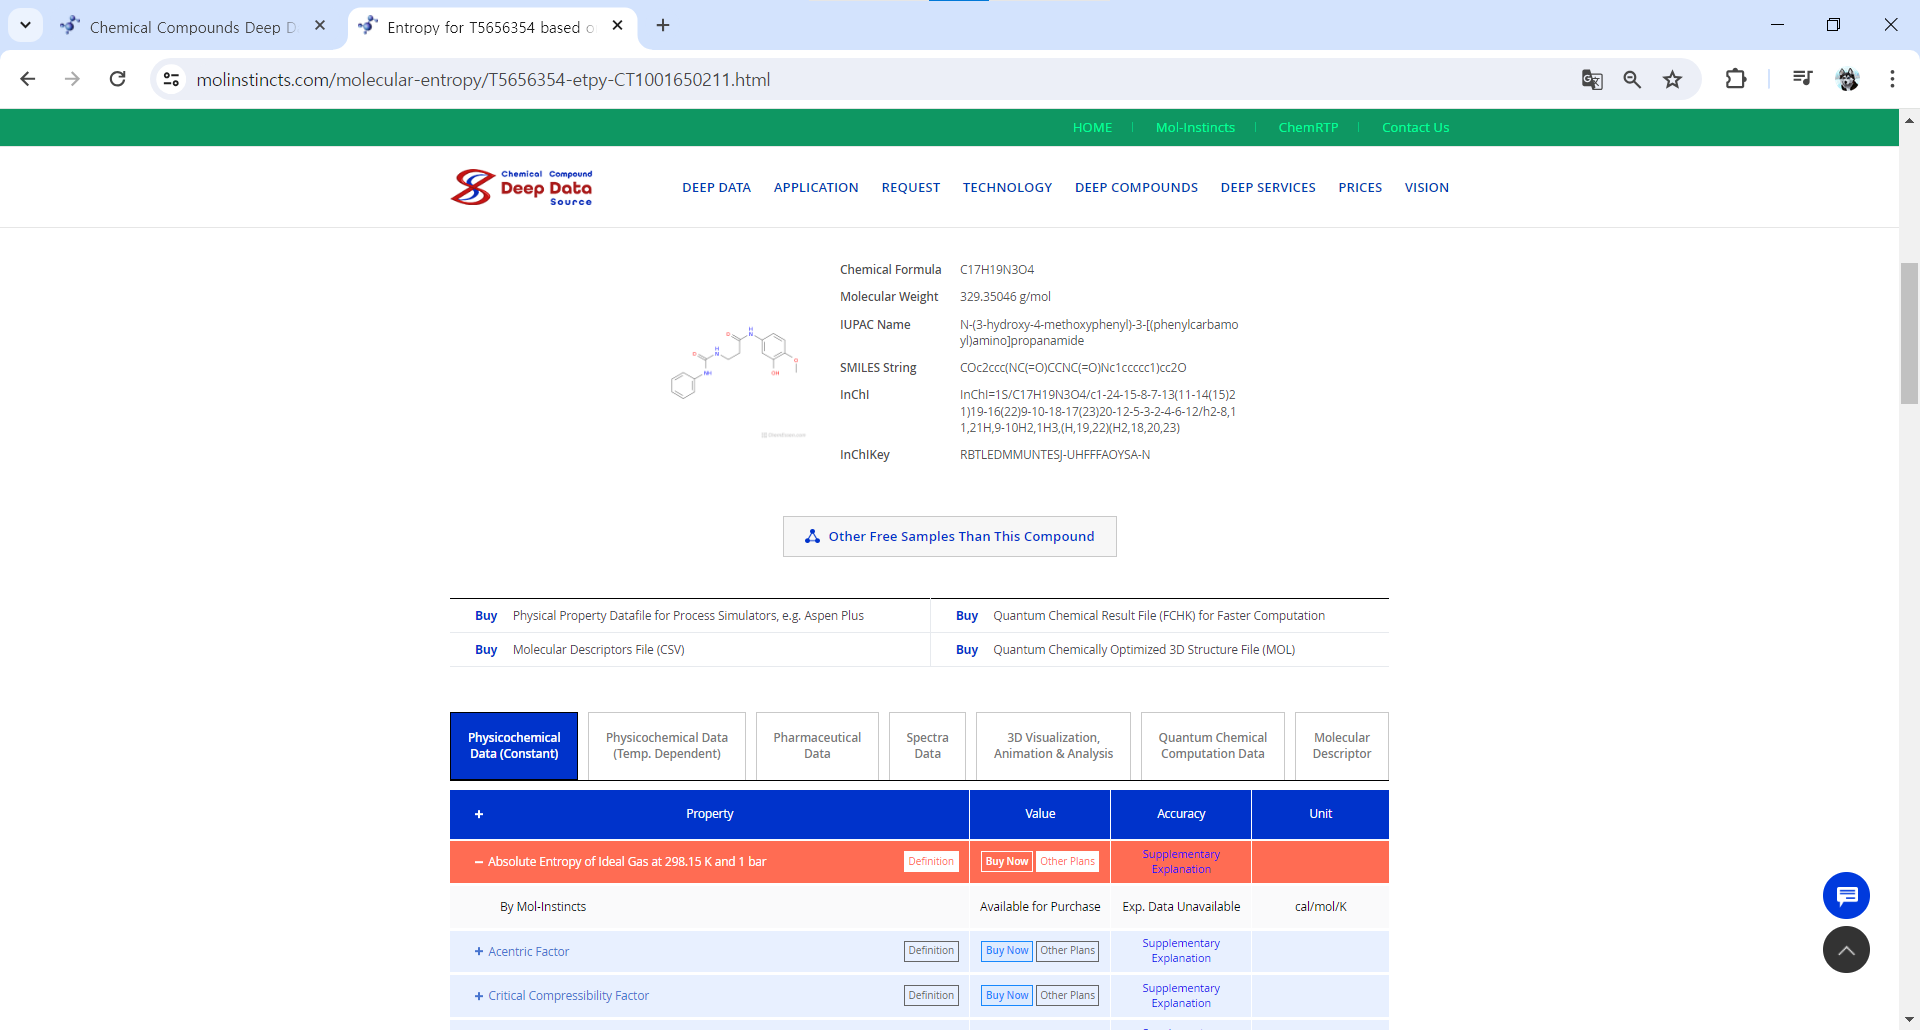 Chemical Compounds Deep D
Entropy for T5656354 based o
molinstincts.com/molecular-entropy/T5656354-etpy-CT1001650211.html
HOME
Mol-Instincts
ChemRTP
Contact Us
Chemical Compound
Deep Data
Source
DEEP DATA
APPLICATION
REQUEST
TECHNOLOGY
DEEP COMPOUNDS
DEEP SERVICES
PRICES
VISION
Chemical Formula C17H19N3O4
Molecular Weight 329.35046 g/mol
IUPAC Name N-(3-hydroxy-4-methoxyphenyl)-3-[(phenylcarbamo
yl)amino]propanamide
SMILES String COc2ccc(NC(=O)CCNC(=O)Nc1ccccc1)cc2O
InChI InChI=1S/C17H19N3O4/c1-24-15-8-7-13(11-14(15)2
1)19-16(22)9-10-18-17(23)20-12-5-3-2-4-6-12/h2-8,1
1,21H,9-10H2,1H3,(H,19,22)(H2,18,20,23)
InChIKey RBTLEDMMUNTESJ-UHFFFAOYSA-N
Other Free Samples Than This Compound
Buy Physical Property Datafile for Process Simulators, e.g. Aspen Plus
Buy Quantum Chemical Result File (FCHK) for Faster Computation
Buy Molecular Descriptors File (CSV)
Buy Quantum Chemically Optimized 3D Structure File (MOL)
Physicochemical
Data (Constant)
Physicochemical Data
(Temp. Dependent)
Pharmaceutical
Data
Spectra
Data
3D Visualization,
Animation & Analysis
Quantum Chemical
Computation Data
Molecular
Descriptor
+ Property Value Accuracy Unit
− Absolute Entropy of Ideal Gas at 298.15 K and 1 bar Definition Buy Now Other Plans Supplementary
Explanation
By Mol-Instincts Available for Purchase Exp. Data Unavailable cal/mol/K
+ Acentric Factor Definition Buy Now Other Plans Supplementary
Explanation
+ Critical Compressibility Factor Definition Buy Now Other Plans Supplementary
Explanation